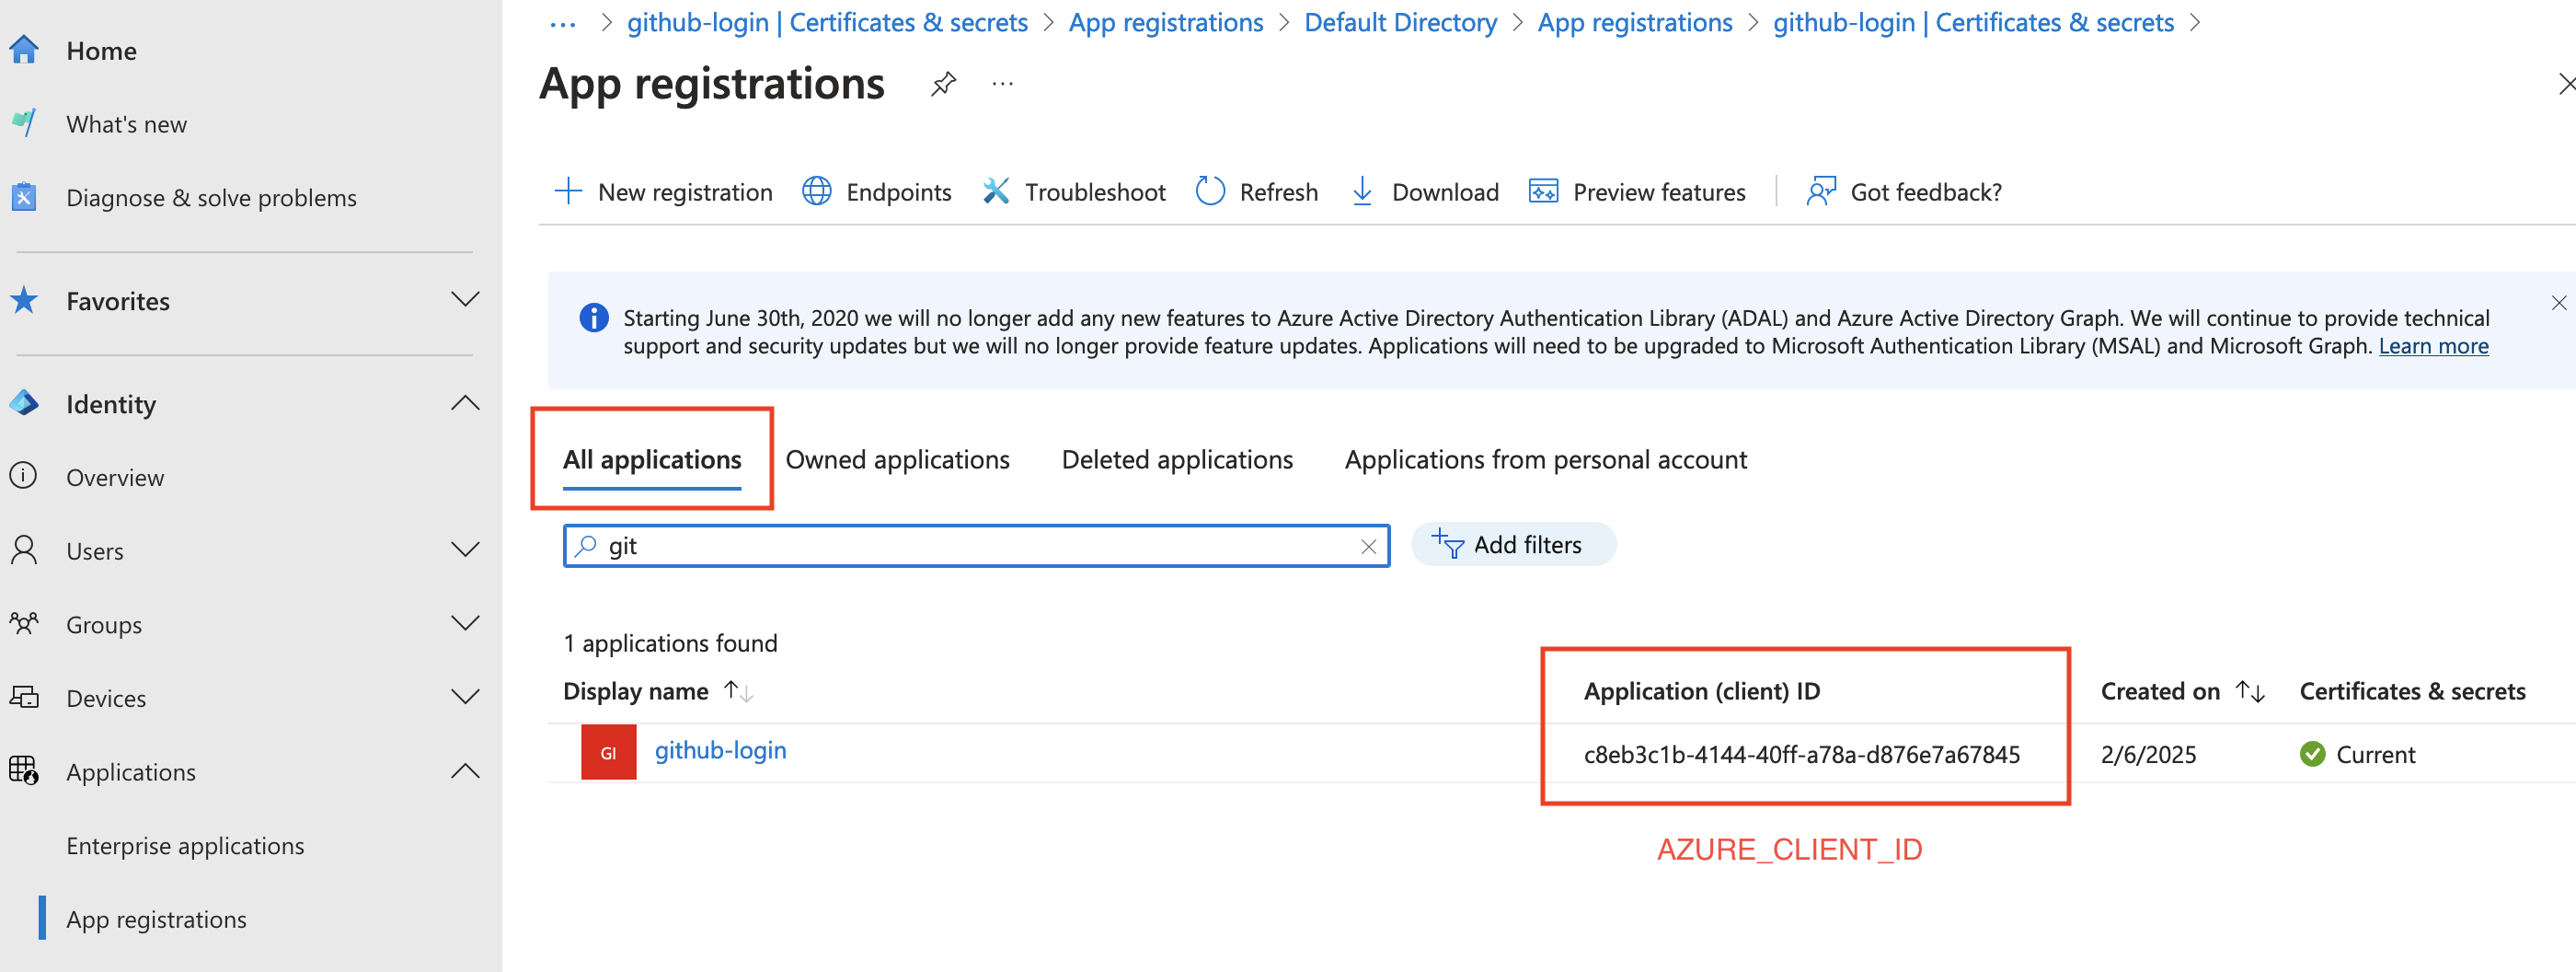 ... > github-login | Certificates & secrets > App registrations > Default Directory > App registrations > github-login | Certificates & secrets >
App registrations ...
Home
What's new
Diagnose & solve problems
Favorites
Identity
Overview
Users
Groups
Devices
Applications
Enterprise applications
App registrations
New registration Endpoints Troubleshoot Refresh Download Preview features Got feedback?
Starting June 30th, 2020 we will no longer add any new features to Azure Active Directory Authentication Library (ADAL) and Azure Active Directory Graph. We will continue to provide technical
support and security updates but we will no longer provide feature updates. Applications will need to be upgraded to Microsoft Authentication Library (MSAL) and Microsoft Graph. Learn more
All applications Owned applications Deleted applications Applications from personal account
git Add filters
1 applications found
Display name Application (client) ID Created on Certificates & secrets
GI github-login c8eb3c1b-4144-40ff-a78a-d876e7a67845 2/6/2025 Current
AZURE_CLIENT_ID